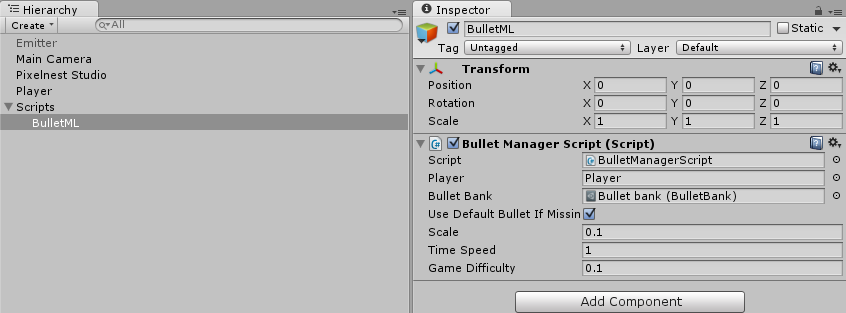 Hierarchy
Create
All
Emitter
Main Camera
Pixelnest Studio
Player
Scripts
BulletML
Inspector
BulletML
Static
Tag Untagged Layer Default
Transform
Position X 0 Y 0 Z 0
Rotation X 0 Y 0 Z 0
Scale X 1 Y 1 Z 1
C# Bullet Manager Script (Script)
Script BulletManagerScript
Player Player
Bullet Bank Bullet bank (BulletBank)
Use Default Bullet If Missin
Scale 0.1
Time Speed 1
Game Difficulty 0.1
Add Component